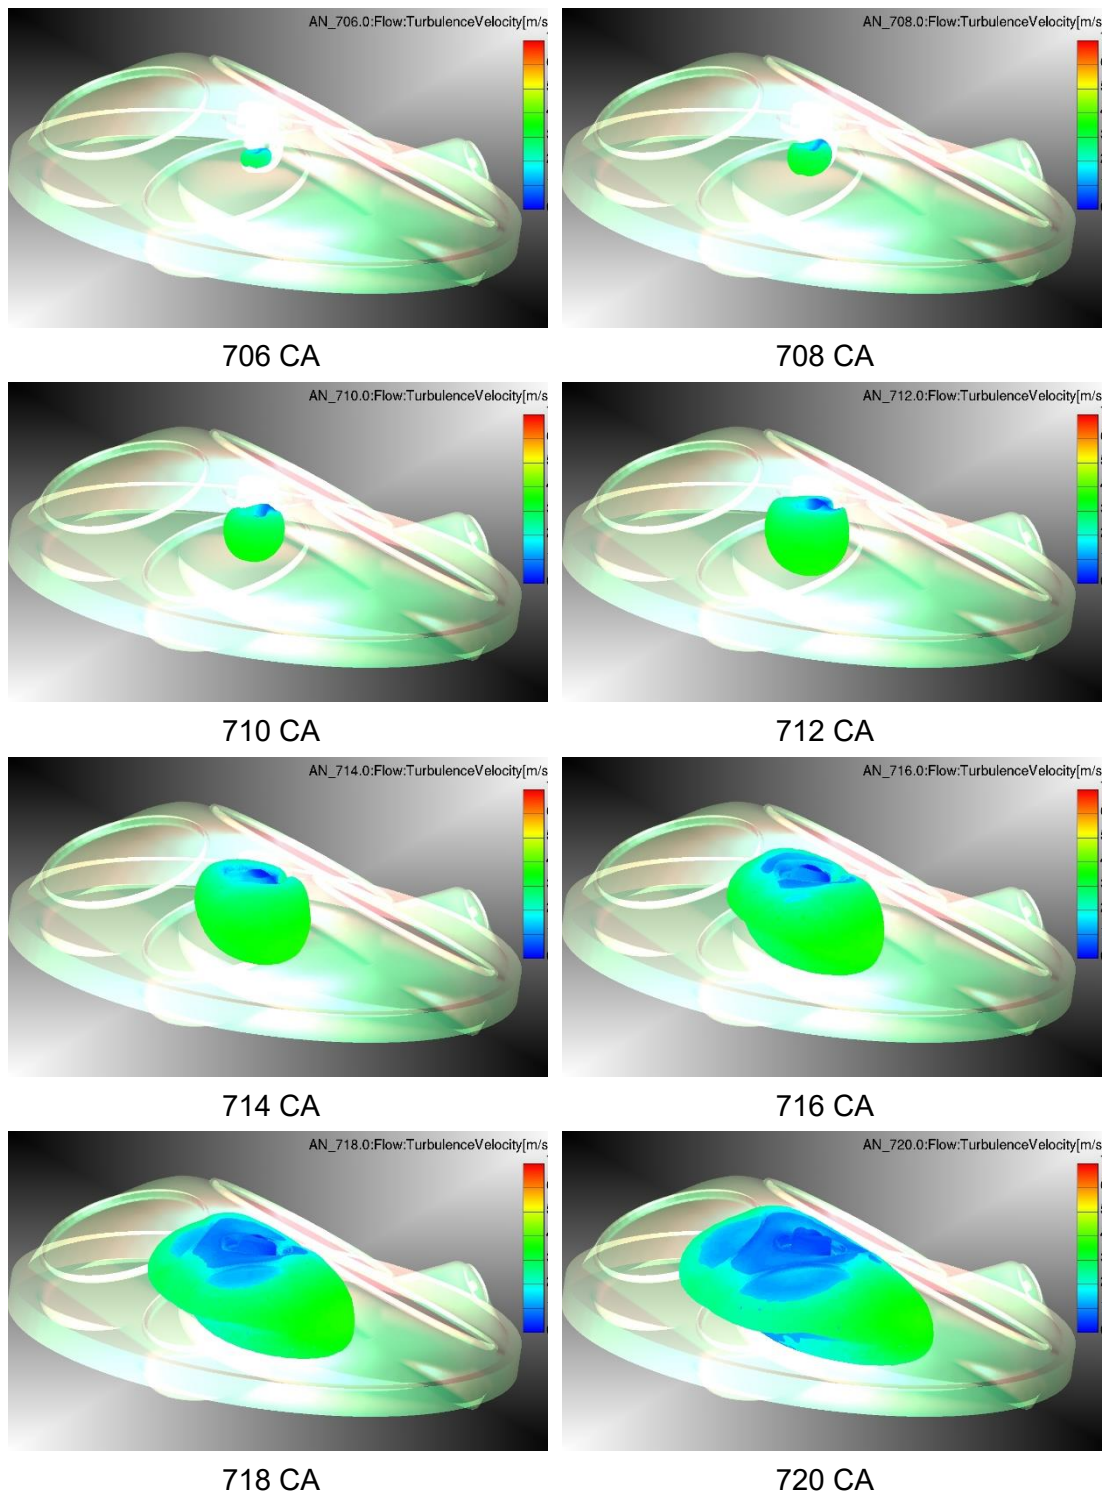 AN_706.0:Flow:TurbulenceVelocity[m/s
AN_708.0:Flow:TurbulenceVelocity[m/s
706 CA
708 CA
AN_710.0:Flow:TurbulenceVelocity[m/s
AN_712.0:Flow:TurbulenceVelocity[m/s
710 CA
712 CA
AN_714.0:Flow:TurbulenceVelocity[m/s
AN_716.0:Flow:TurbulenceVelocity[m/s
714 CA
716 CA
AN_718.0:Flow:TurbulenceVelocity[m/s
AN_720.0:Flow:TurbulenceVelocity[m/s
718 CA
720 CA